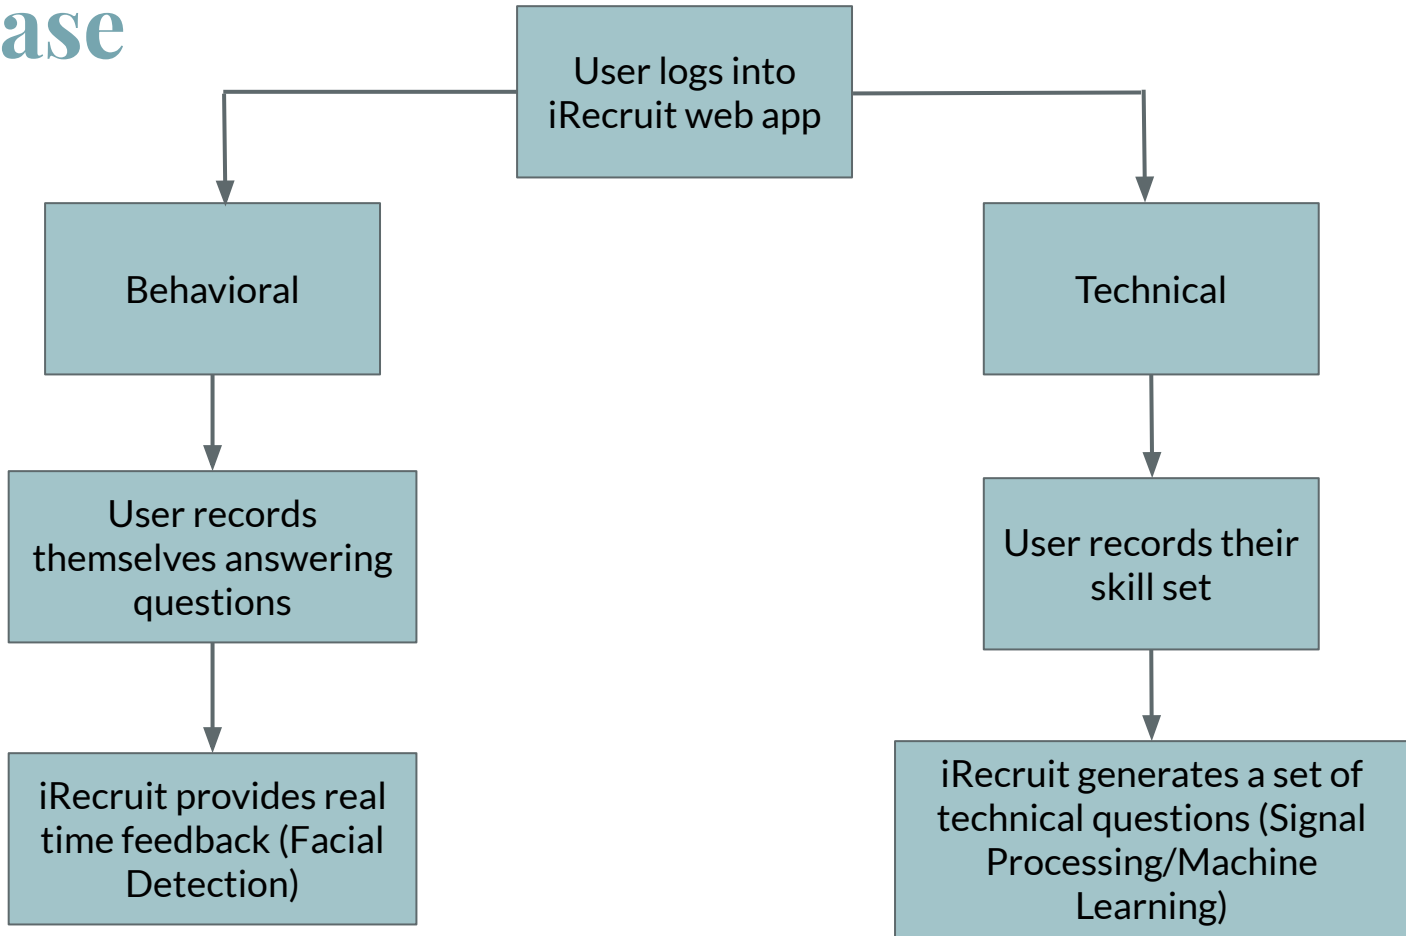 ase
User logs into
iRecruit web app
Behavioral
Technical
User records
themselves answering
questions
User records their
skill set
iRecruit provides real
time feedback (Facial
Detection)
iRecruit generates a set of
technical questions (Signal
Processing/Machine
Learning)